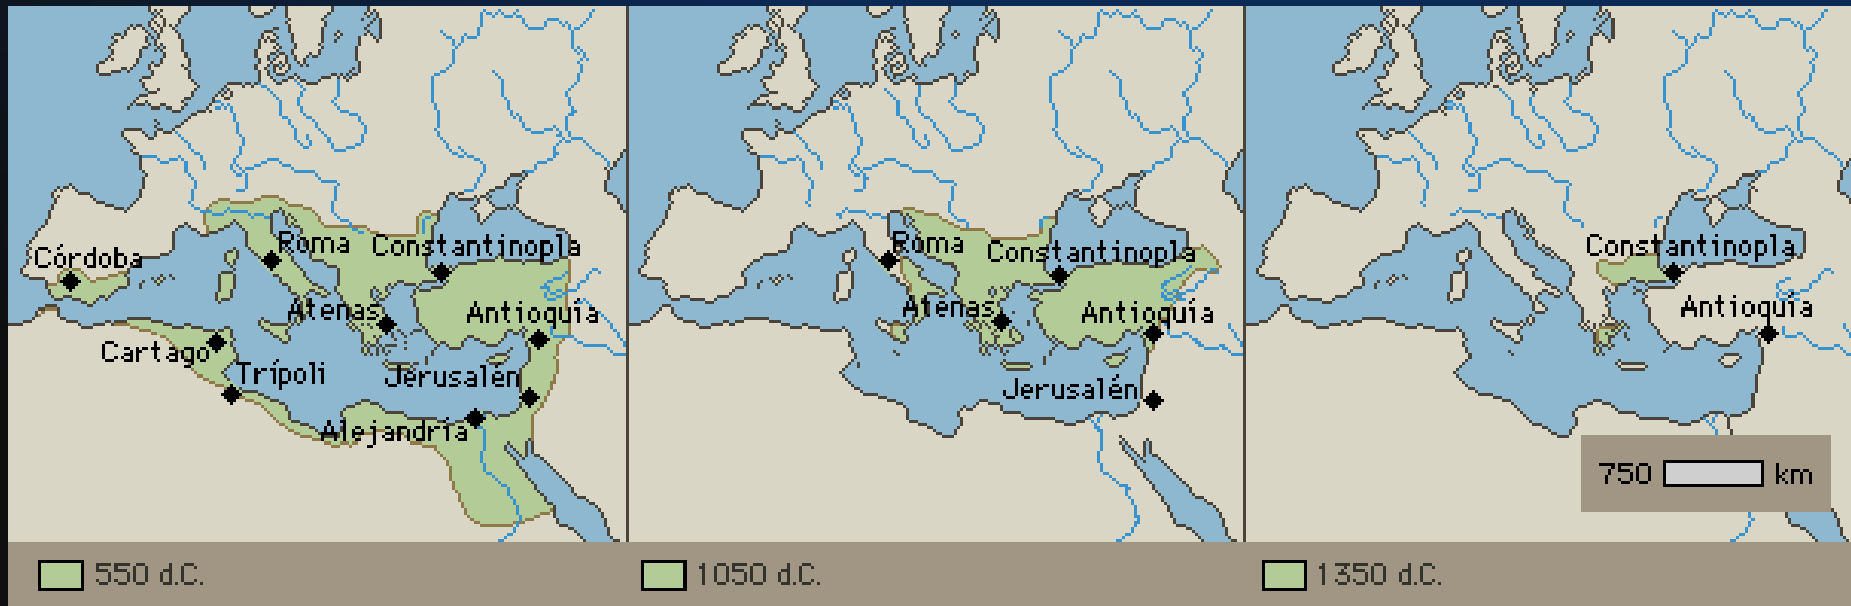 Córdoba
Roma
Constantinopla
Atenas
Antioquía
Cartago
Trípoli
Jerusalén
Alejandría
550 d.C.
Roma
Constantinopla
Atenas
Antioquía
Jerusalén
1050 d.C.
Constantinopla
Antioquía
750 km
1350 d.C.